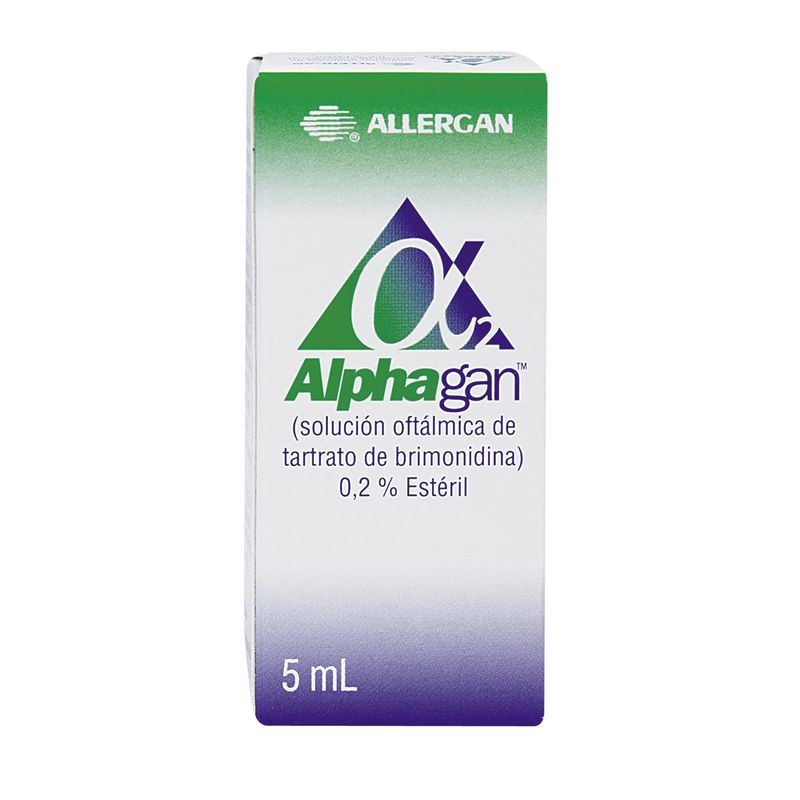 ALLERGAN
α2
Alphagan™
(solución oftálmica de
tartrato de brimonidina)
0,2 % Estéril
5 mL